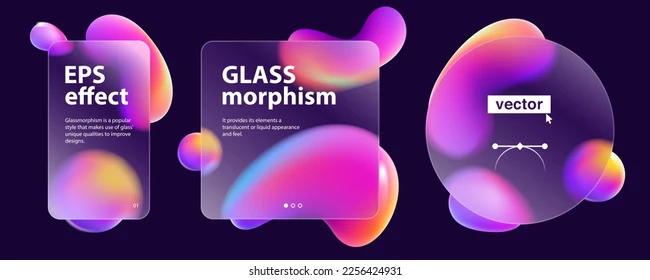 EPS
effect
Glassmorphism is a popular
style that makes use of glass'
unique qualities to improve
designs.
01
GLASS
morphism
It provides its elements a
translucent or liquid appearance
and feel.
vector
shutterstock.com · 2256424931